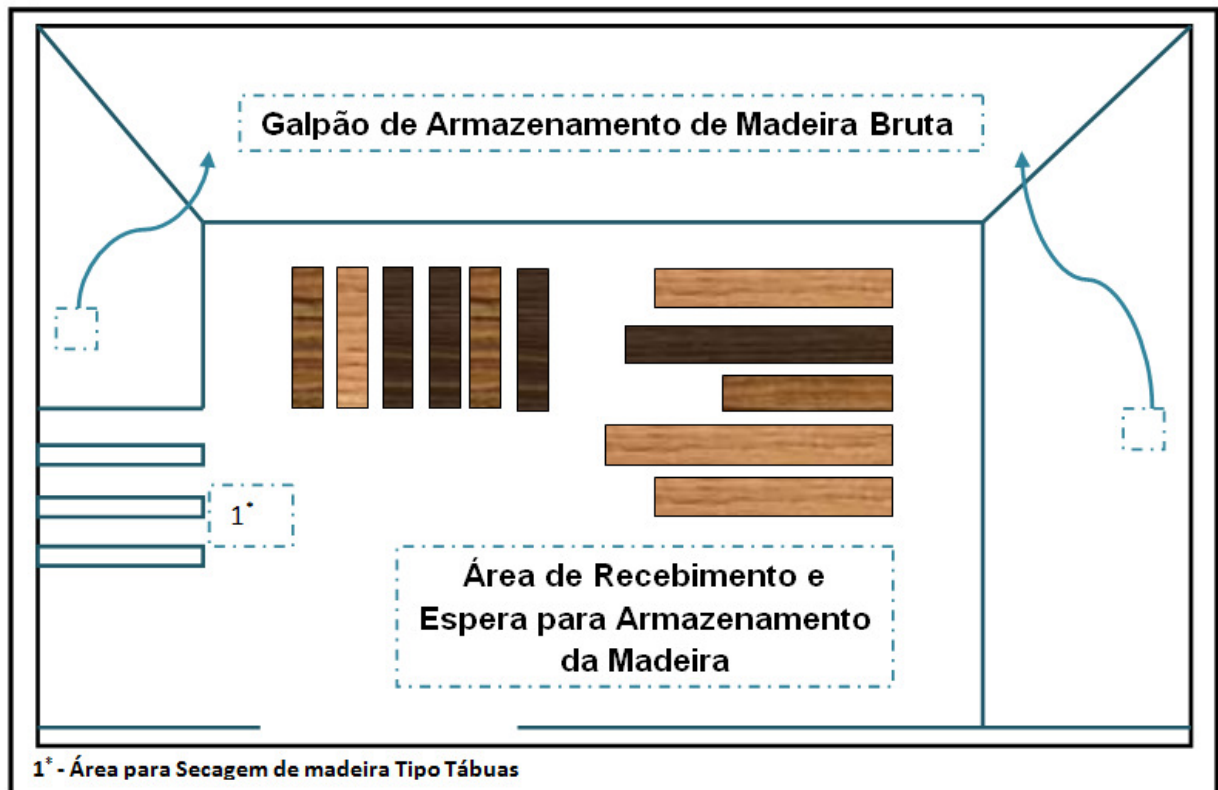 Galpão de Armazenamento de Madeira Bruta
1*
Área de Recebimento e
Espera para Armazenamento
da Madeira
1* - Área para Secagem de madeira Tipo Tábuas